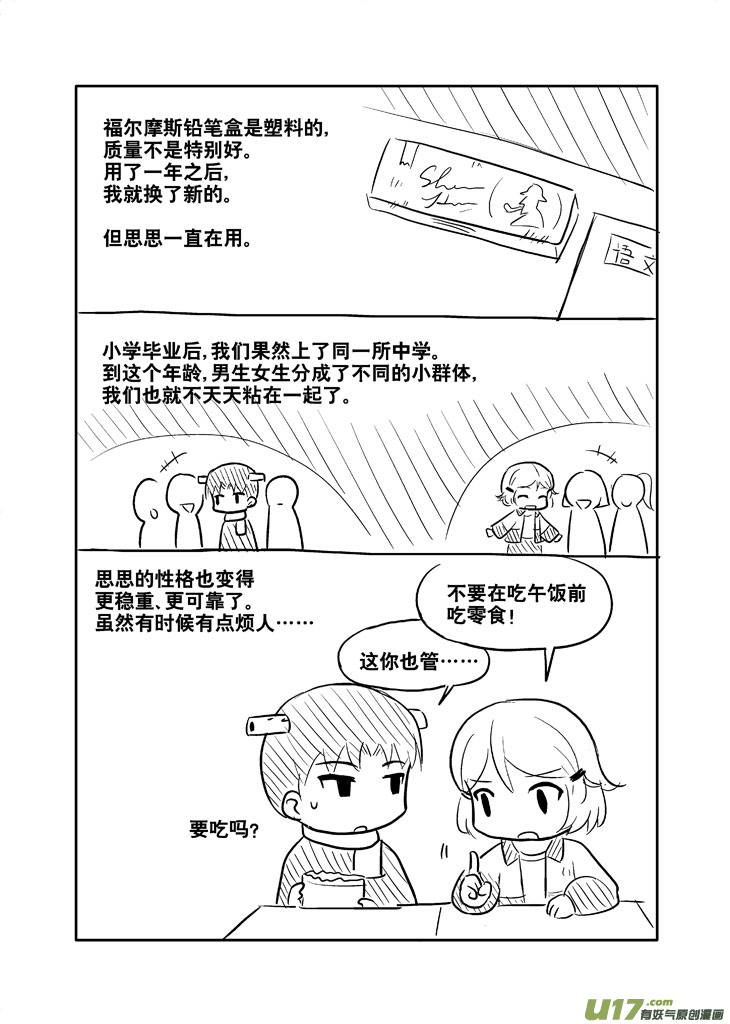 福尔摩斯铅笔盒是塑料的,
质量不是特别好。
用了一年之后,
我就换了新的。
但思思一直在用。
语文
小学毕业后,我们果然上了同一所中学。
到这个年龄,男生女生分成了不同的小群体,
我们也就不天天粘在一起了。
思思的性格也变得
更稳重、更可靠了。
虽然有时候有点烦人……
不要在吃午饭前
吃零食!
这你也管……
要吃吗?
U17.com
有妖气原创漫画